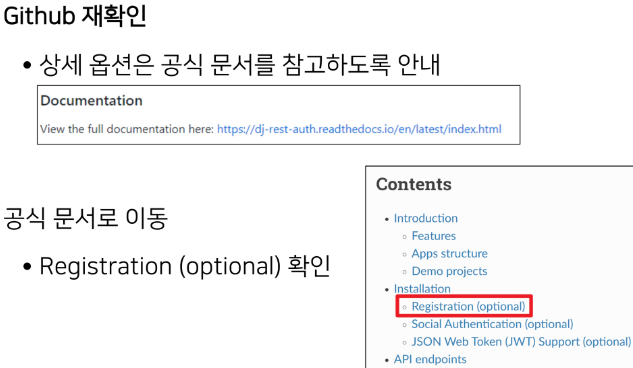 Github 재확인
• 상세 옵션은 공식 문서를 참고하도록 안내
Documentation
View the full documentation here: https://dj-rest-auth.readthedocs.io/en/latest/index.html
공식 문서로 이동
• Registration (optional) 확인
Contents
• Introduction
◦ Features
◦ Apps structure
◦ Demo projects
• Installation
◦ Registration (optional)
◦ Social Authentication (optional)
◦ JSON Web Token (JWT) Support (optional)
• API endpoints